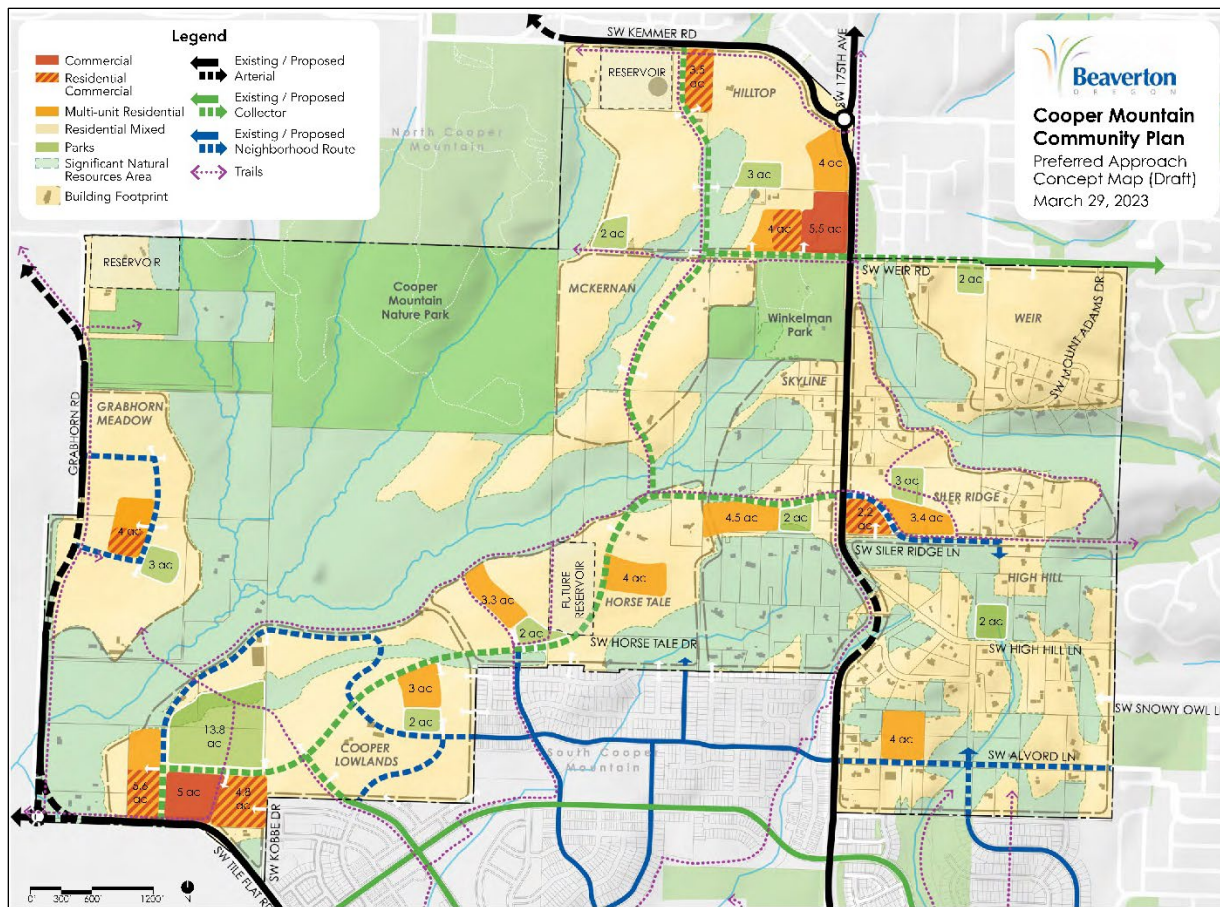 Legend
Commercial
Residential
Commercial
Multi-unit Residential
Residential Mixed
Parks
Significant Natural
Resources Area
Building Footprint
Existing / Proposed
Arterial
Existing / Proposed
Collector
Existing / Proposed
Neighborhood Route
Trails
Beaverton
OREGON
Cooper Mountain
Community Plan
Preferred Approach
Concept Map (Draft)
March 29, 2023
SW KEMMER RD
SW 175TH AVE
RESERVOIR
3.5
ac
HILLTOP
North Cooper
Mountain
4 ac
3 ac
2 ac
4 ac
5.5 ac
RESERVOIR
SW WEIR RD
2 ac
Cooper
Mountain
Nature Park
MCKERNAN
Winkelman
Park
WEIR
SW MOUNT ADAMS DR
SKYLINE
GRABHORN RD
GRABHORN
MEADOW
3 ac
SILER RIDGE
4 ac
4.5 ac
2 ac
2.2
ac
3.4 ac
SW SILER RIDGE LN
3 ac
3.3 ac
FUTURE
RESERVOIR
4 ac
HORSE TALE
HIGH HILL
2 ac
SW HORSE TALE DR
2 ac
SW HIGH HILL LN
3 ac
2 ac
13.8
ac
COOPER
LOWLANDS
South Cooper
Mountain
4 ac
SW SNOWY OWL L
SW ALVORD LN
5.6
ac
5 ac
4.8
ac
SW KOBBE DR
SW TILE FLAT RD
0'
300'
600'
1200'